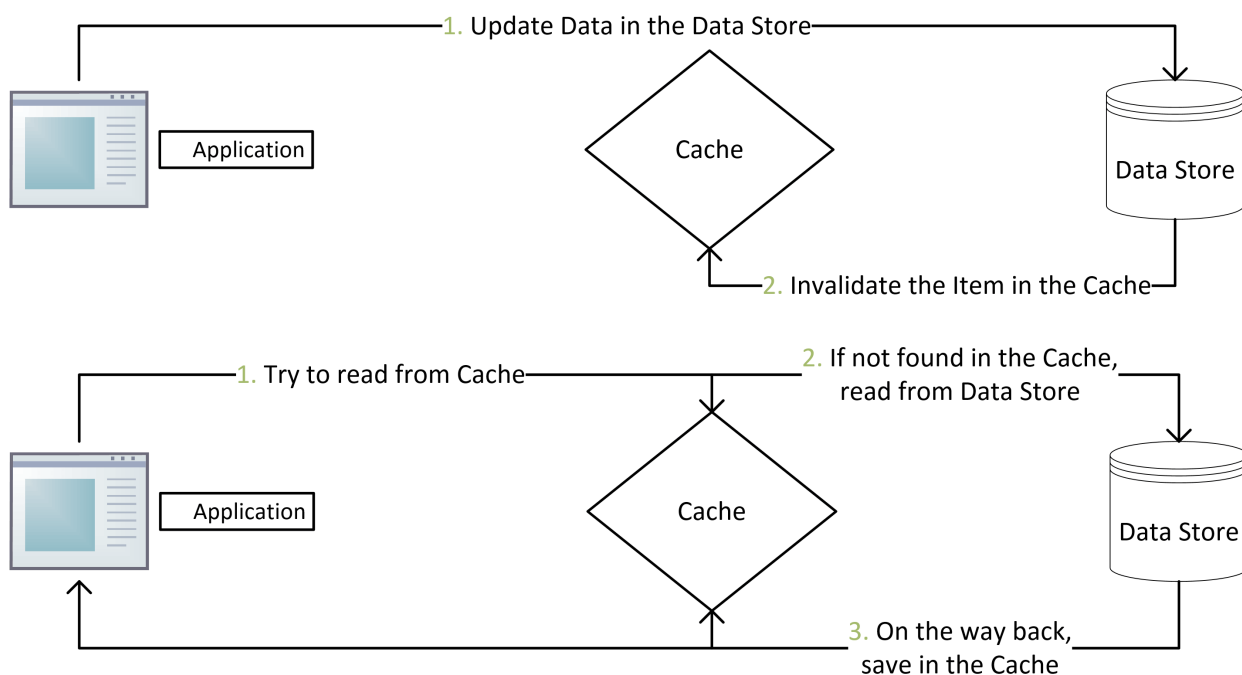 1. Update Data in the Data Store
Application
Cache
Data Store
2. Invalidate the Item in the Cache
1. Try to read from Cache
2. If not found in the Cache,
read from Data Store
Application
Cache
Data Store
3. On the way back,
save in the Cache